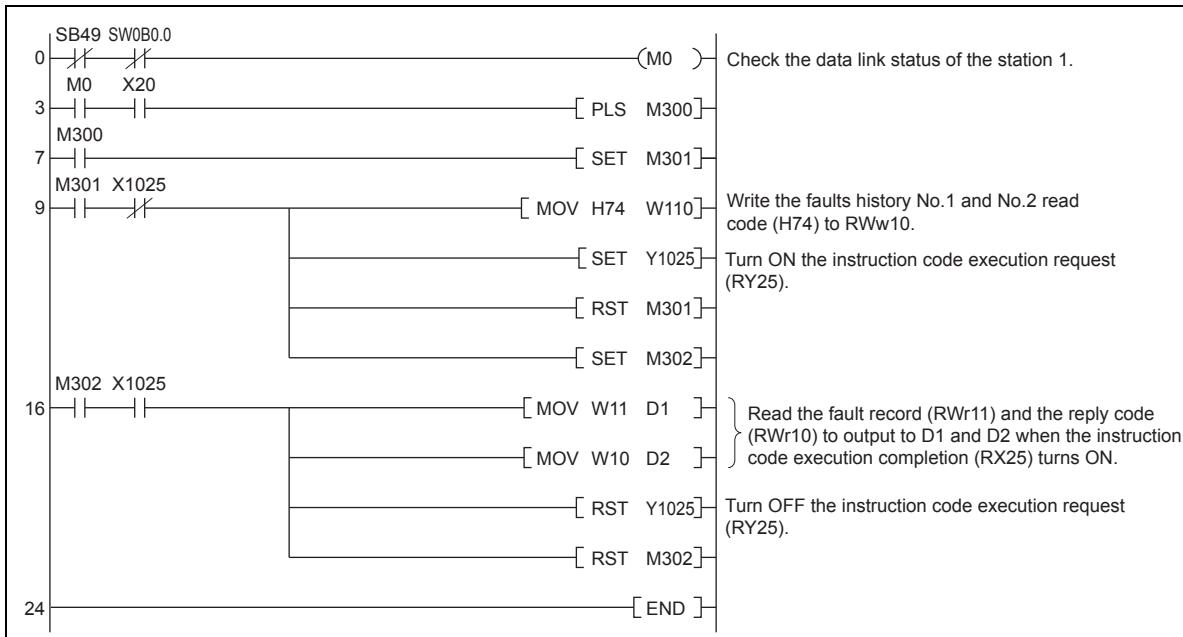 SB49 SW0B0.0
0 (M0 ) Check the data link status of the station 1.
M0 X20
3 [ PLS M300]
M300
7 [ SET M301]
M301 X1025
9 [ MOV H74 W110] Write the faults history No.1 and No.2 read
code (H74) to RWw10.
[ SET Y1025] Turn ON the instruction code execution request
(RY25).
[ RST M301]
[ SET M302]
M302 X1025
16 [ MOV W11 D1 ] Read the fault record (RWr11) and the reply code
(RWr10) to output to D1 and D2 when the instruction
[ MOV W10 D2 ] code execution completion (RX25) turns ON.
[ RST Y1025] Turn OFF the instruction code execution request
(RY25).
[ RST M302]
24 [ END ]